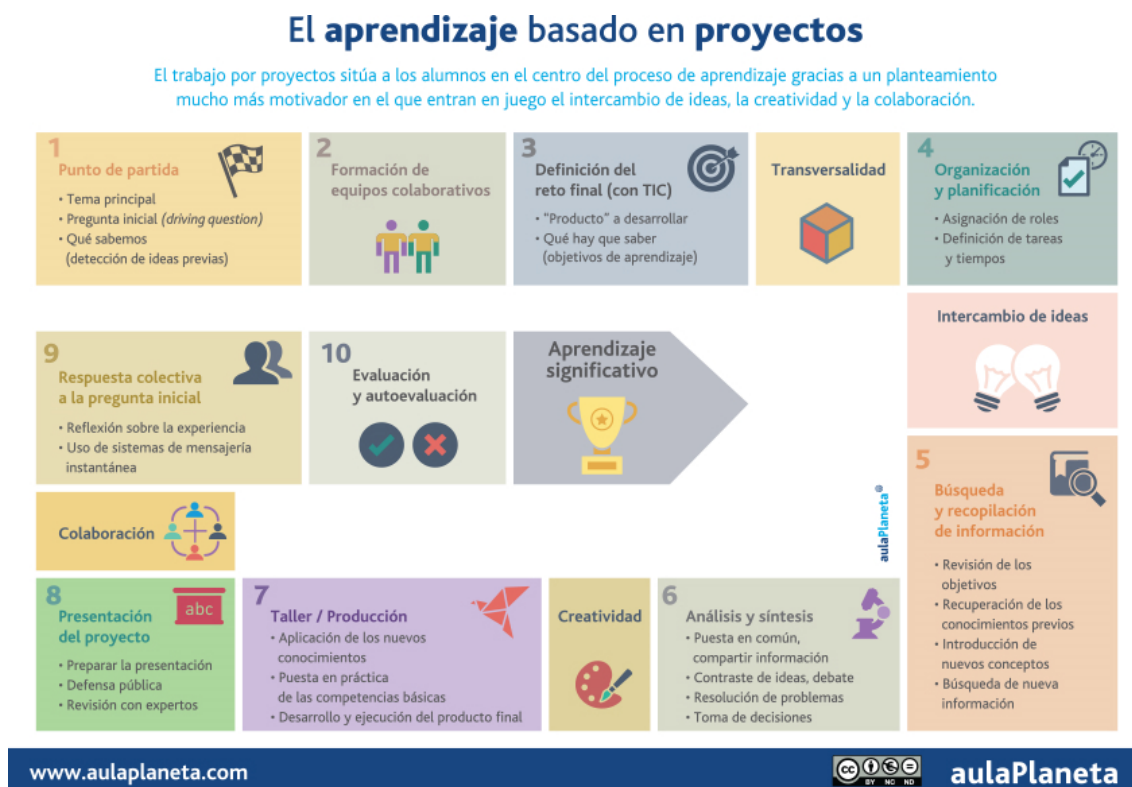 El aprendizaje basado en proyectos
El trabajo por proyectos sitúa a los alumnos en el centro del proceso de aprendizaje gracias a un planteamiento
mucho más motivador en el que entran en juego el intercambio de ideas, la creatividad y la colaboración.
1
Punto de partida
• Tema principal
• Pregunta inicial (driving question)
• Qué sabemos
(detección de ideas previas)
2
Formación de
equipos colaborativos
3
Definición del
reto final (con TIC)
• “Producto” a desarrollar
• Qué hay que saber
(objetivos de aprendizaje)
Transversalidad
4
Organización
y planificación
• Asignación de roles
• Definición de tareas
y tiempos
Intercambio de ideas
5
Búsqueda
y recopilación
de información
• Revisión de los
objetivos
• Recuperación de los
conocimientos previos
• Introducción de
nuevos conceptos
• Búsqueda de nueva
información
6
Análisis y síntesis
• Puesta en común,
compartir información
• Contraste de ideas, debate
• Resolución de problemas
• Toma de decisiones
Creatividad
7
Taller / Producción
• Aplicación de los nuevos
conocimientos
• Puesta en práctica
de las competencias básicas
• Desarrollo y ejecución del producto final
8
Presentación
del proyecto
abc
• Preparar la presentación
• Defensa pública
• Revisión con expertos
Colaboración
9
Respuesta colectiva
a la pregunta inicial
• Reflexión sobre la experiencia
• Uso de sistemas de mensajería
instantánea
10
Evaluación
y autoevaluación
Aprendizaje
significativo
aulaPlaneta
www.aulaplaneta.com
cc
BY NC ND
aulaPlaneta